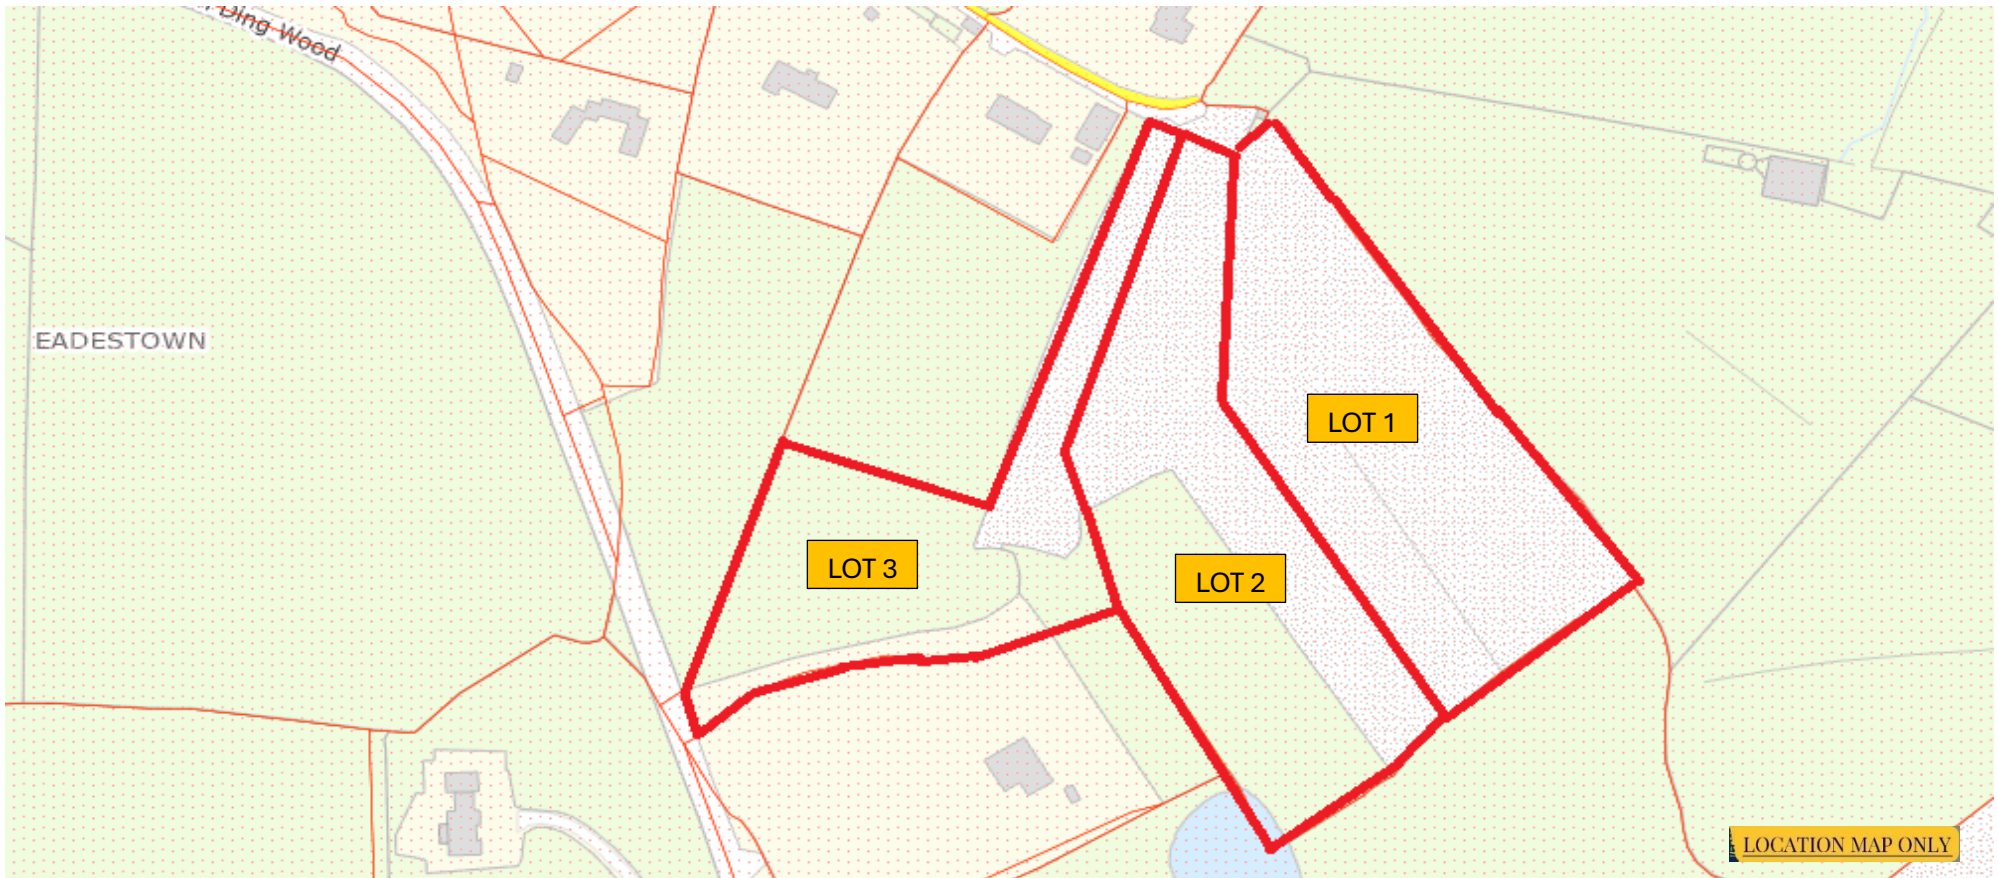 Ding Wood
EADESTOWN
LOT 1
LOT 3
LOT 2
LOCATION MAP ONLY